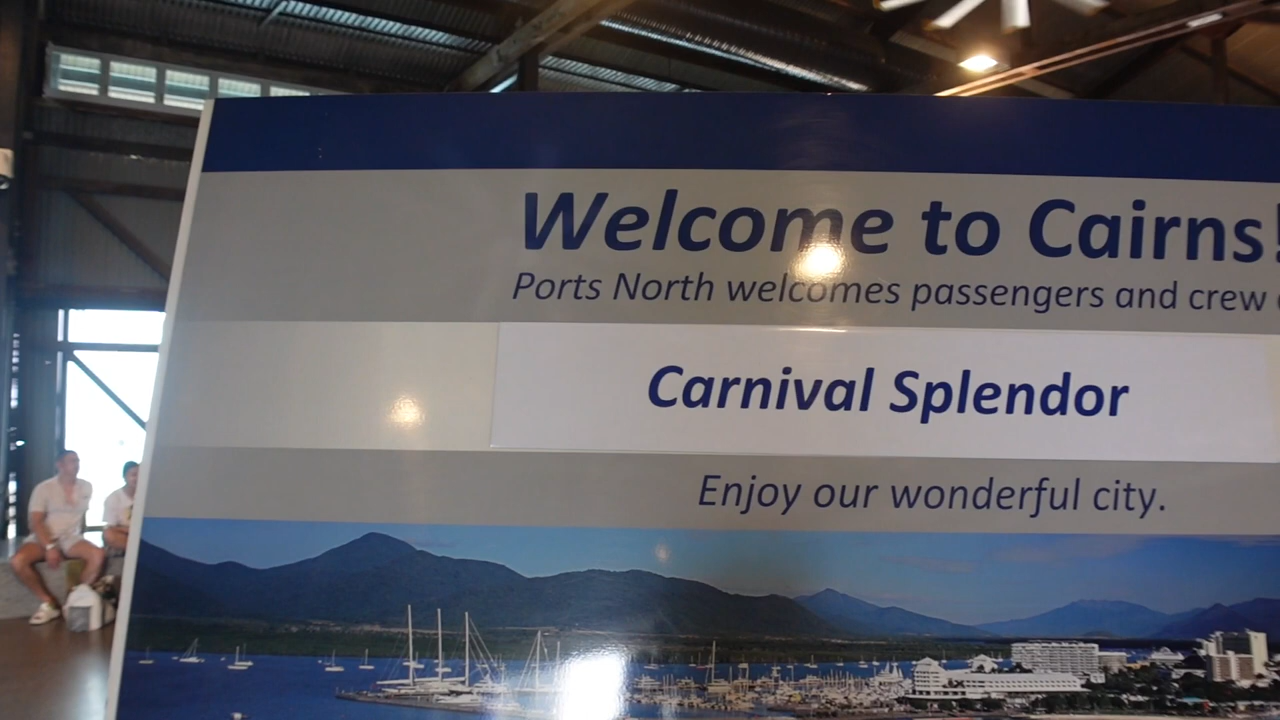 Welcome to Cairns!
Ports North welcomes passengers and crew
Carnival Splendor
Enjoy our wonderful city.